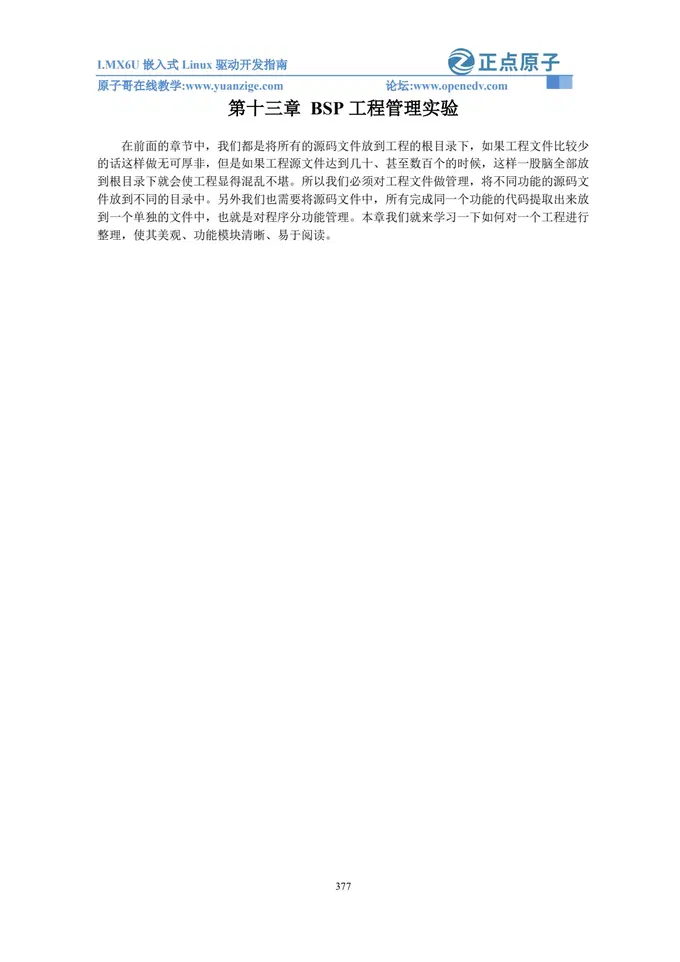 I.MX6U 嵌入式 Linux 驱动开发指南
正点原子
原子哥在线教学:www.yuanzige.com 论坛:www.openedv.com
第十三章 BSP 工程管理实验
在前面的章节中，我们都是将所有的源码文件放到工程的根目录下，如果工程文件比较少
的话这样做无可厚非，但是如果工程源文件达到几十、甚至数百个的时候，这样一股脑全部放
到根目录下就会使工程显得混乱不堪。所以我们必须对工程文件做管理，将不同功能的源码文
件放到不同的目录中。另外我们也需要将源码文件中，所有完成同一个功能的代码提取出来放
到一个单独的文件中，也就是对程序分功能管理。本章我们就来学习一下如何对一个工程进行
整理，使其美观、功能模块清晰、易于阅读。
377